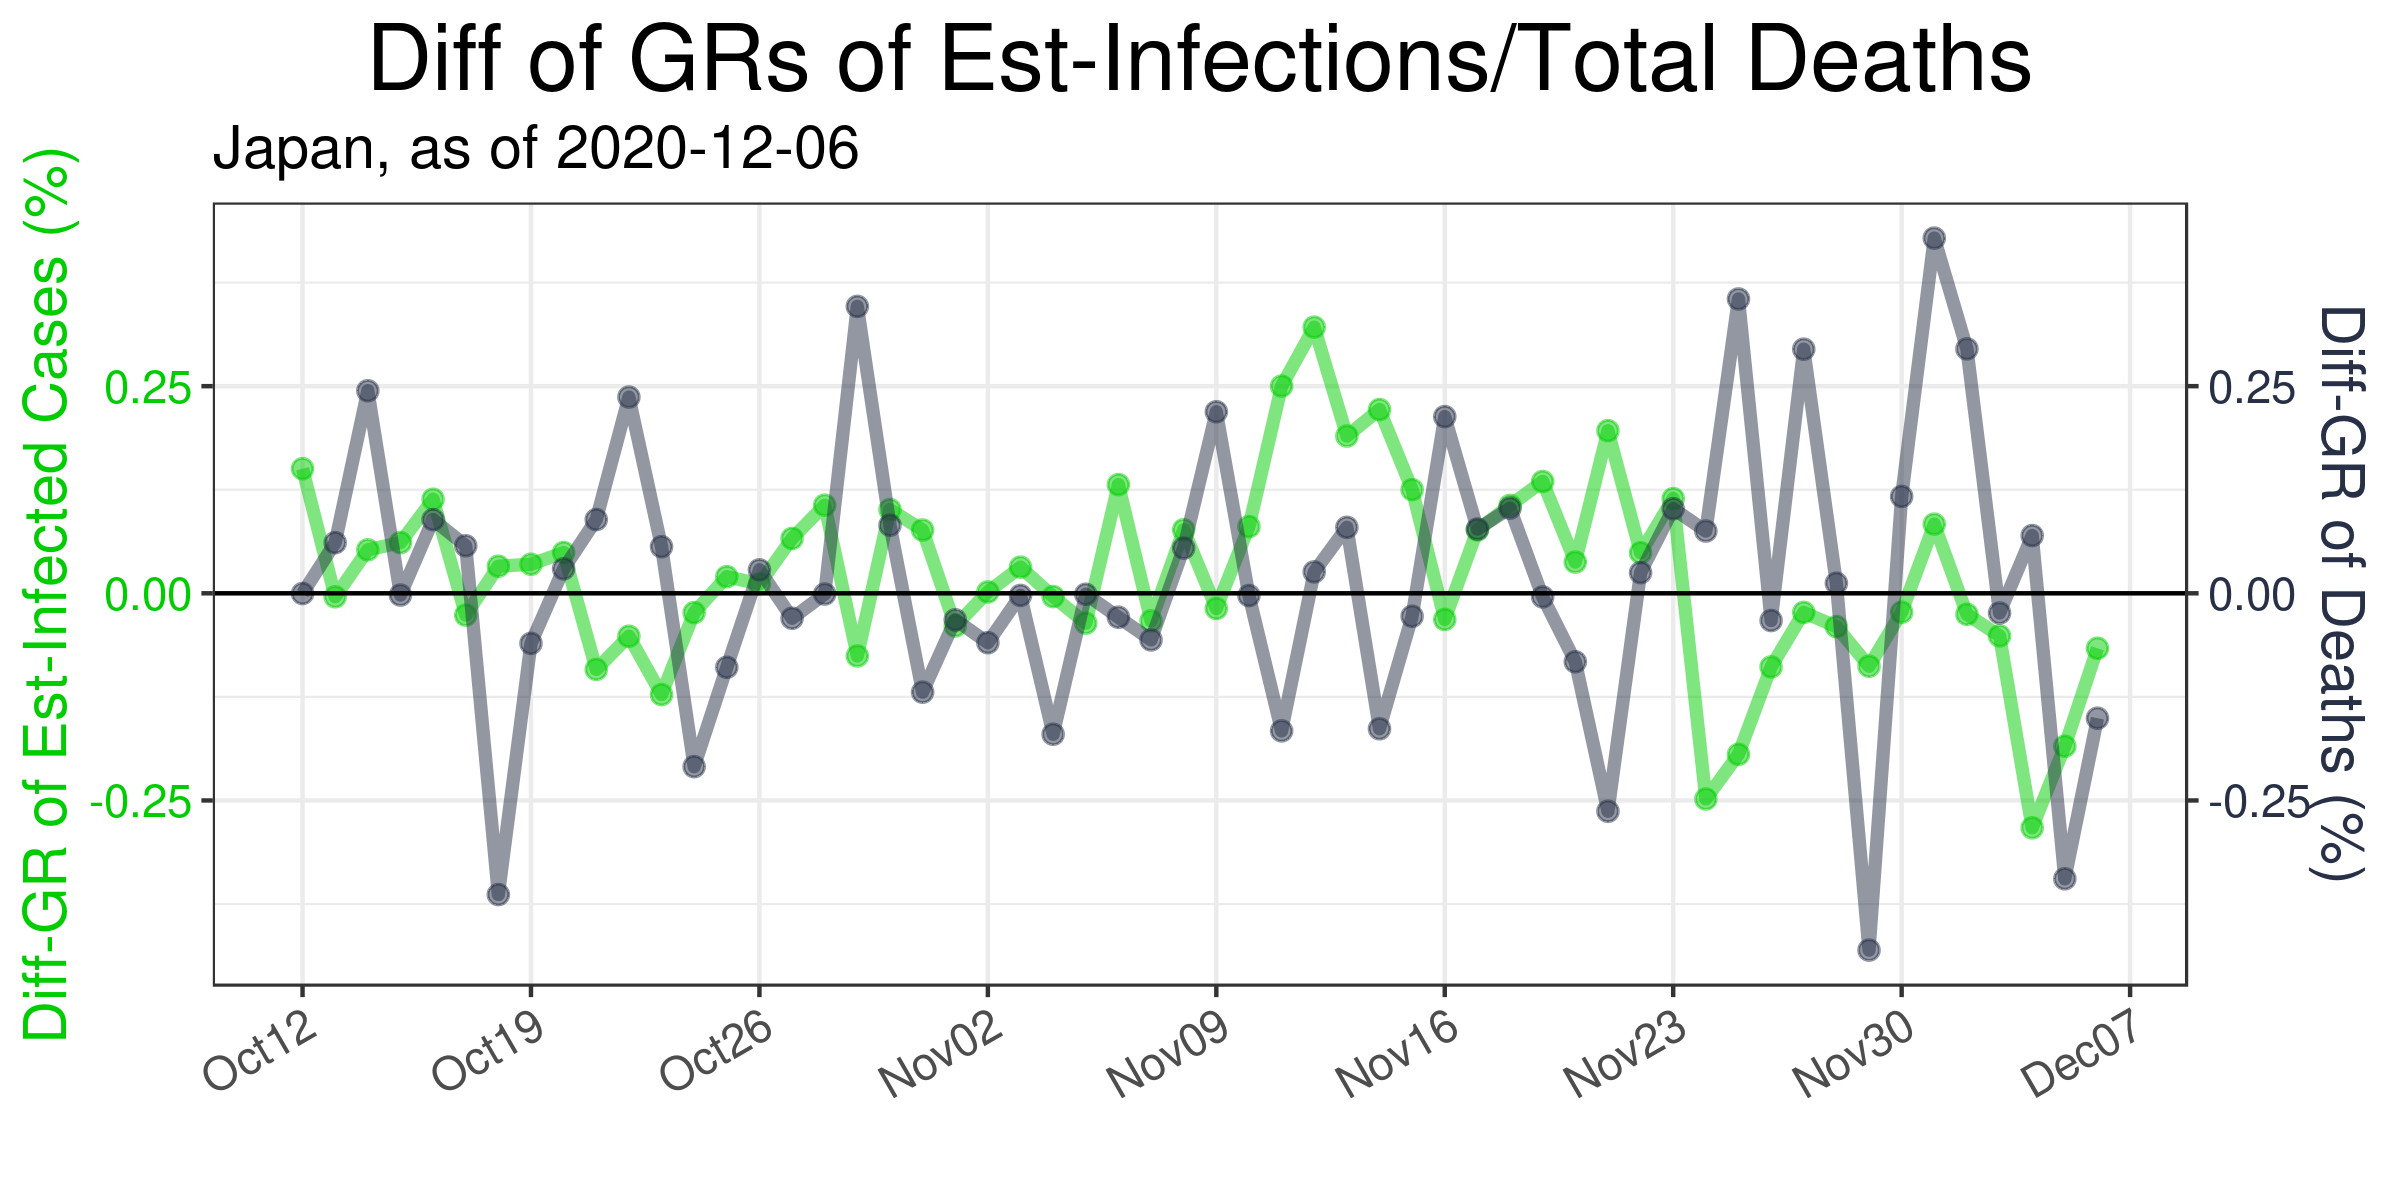 Diff of GRs of Est-Infections/Total Deaths
Japan, as of 2020-12-06
Diff-GR of Est-Infected Cases (%)
0.25
0.00
-0.25
0.25
0.00
-0.25
Diff-GR of Deaths (%)
Oct12
Oct19
Oct26
Nov02
Nov09
Nov16
Nov23
Nov30
Dec07